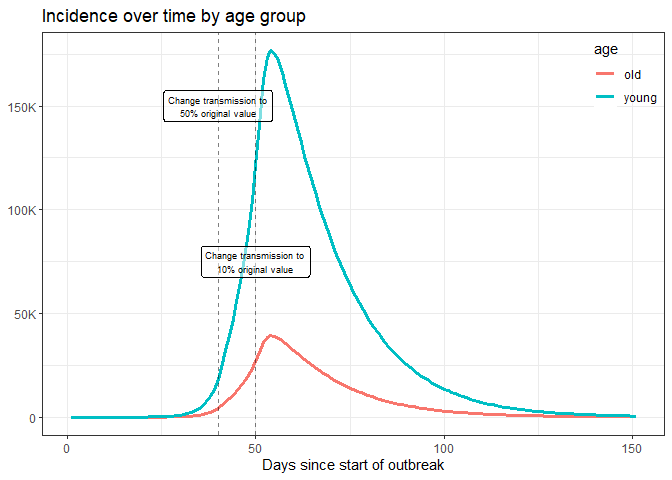 Incidence over time by age group
age
old
young
150K
100K
50K
0
Change transmission to
50% original value
Change transmission to
10% original value
0 50 100 150
Days since start of outbreak